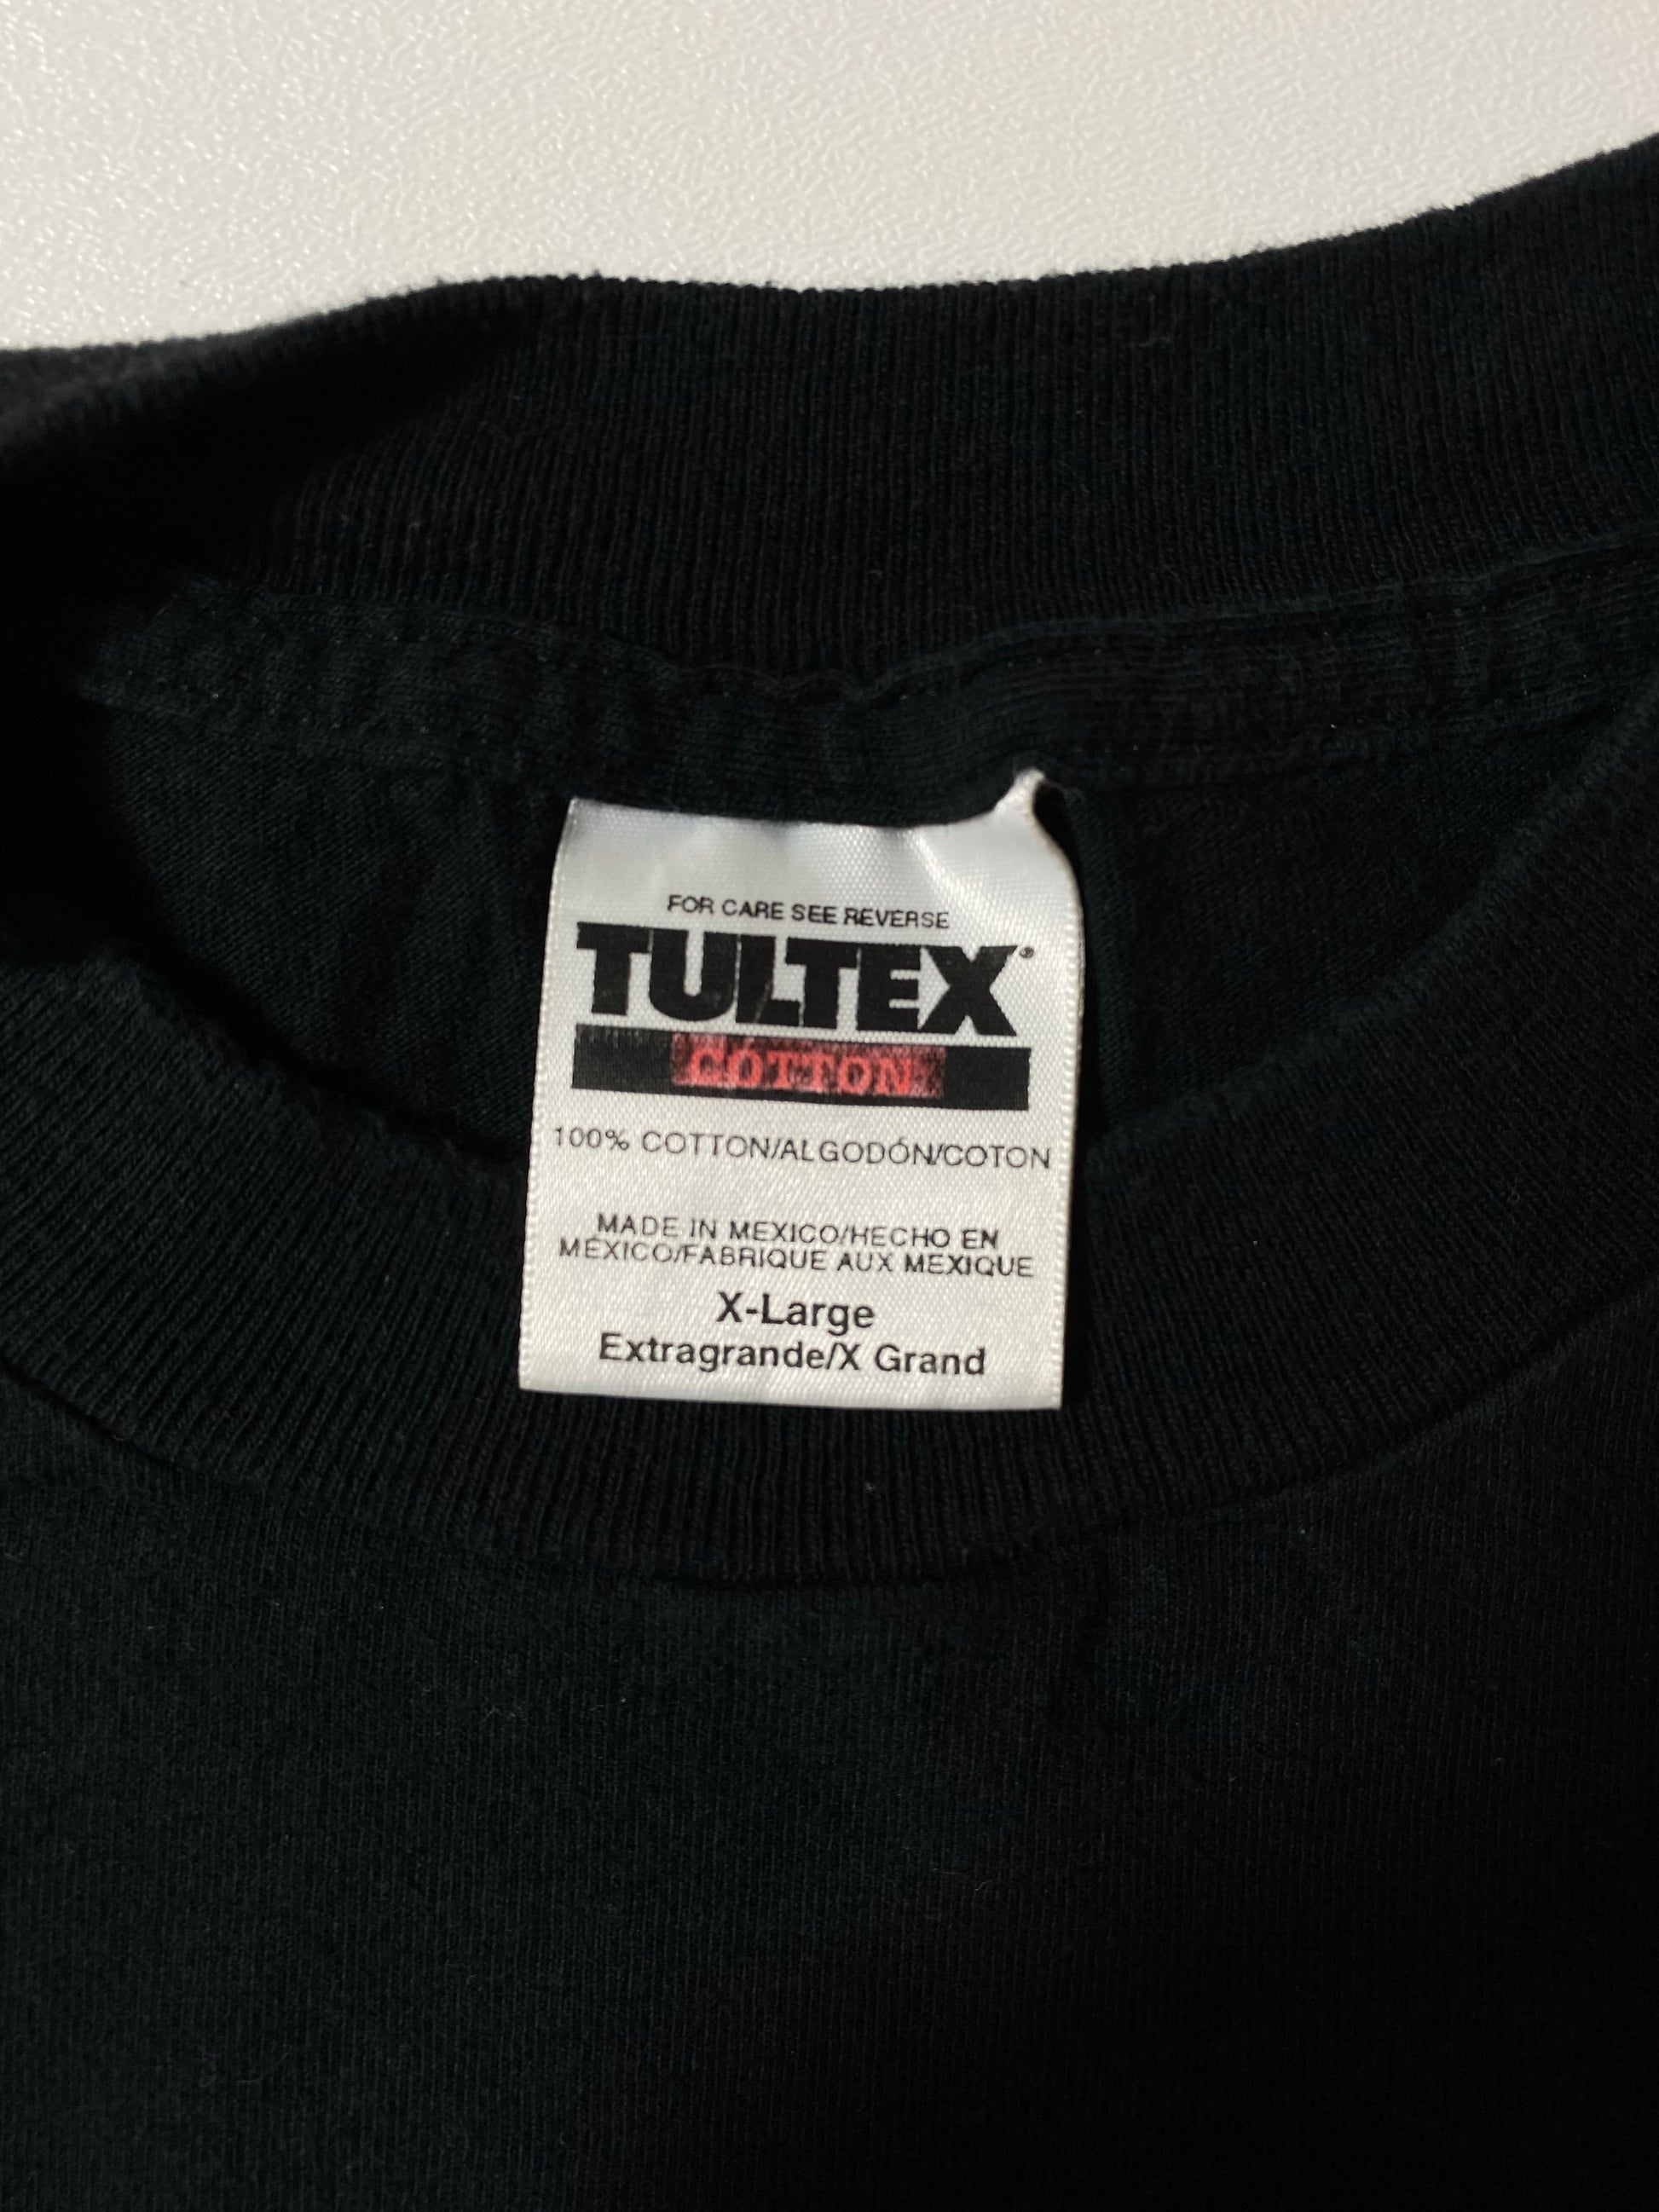 FOR CARE SEE REVERSE
TULTEX®
COTTON
100% COTTON/ALGODÓN/COTON
MADE IN MEXICO/HECHO EN
MÉXICO/FABRIQUE AUX MEXIQUE
X-Large
Extragrande/X Grand